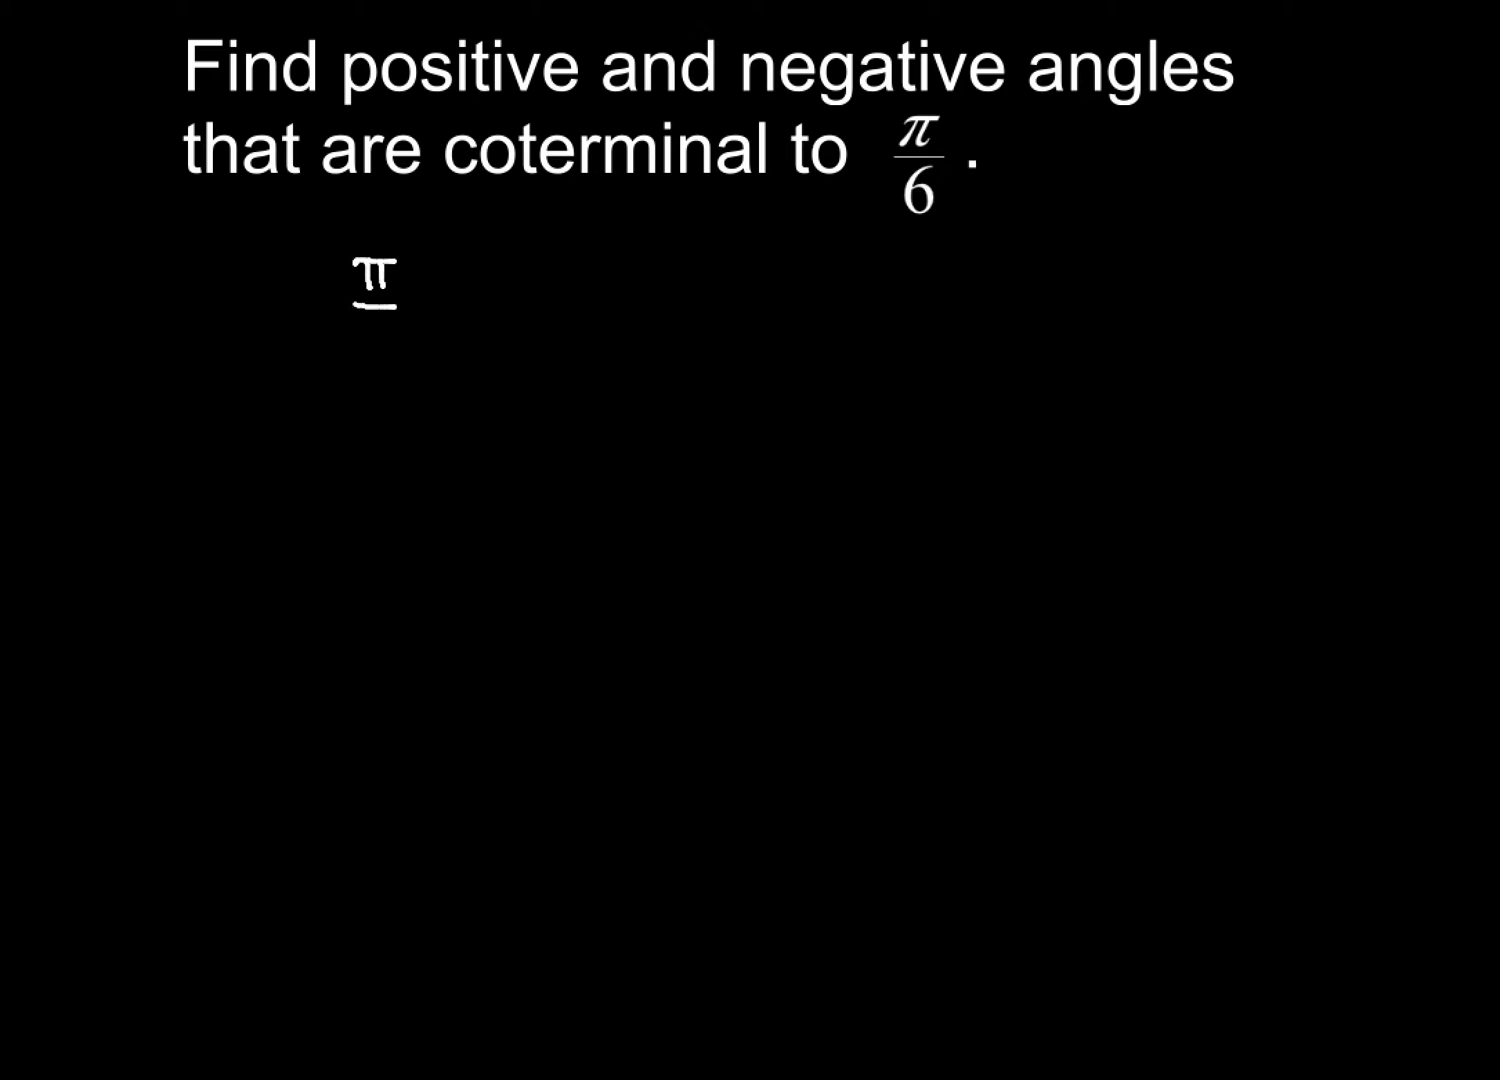 Find positive and negative angles
that are coterminal to π/6 .
π